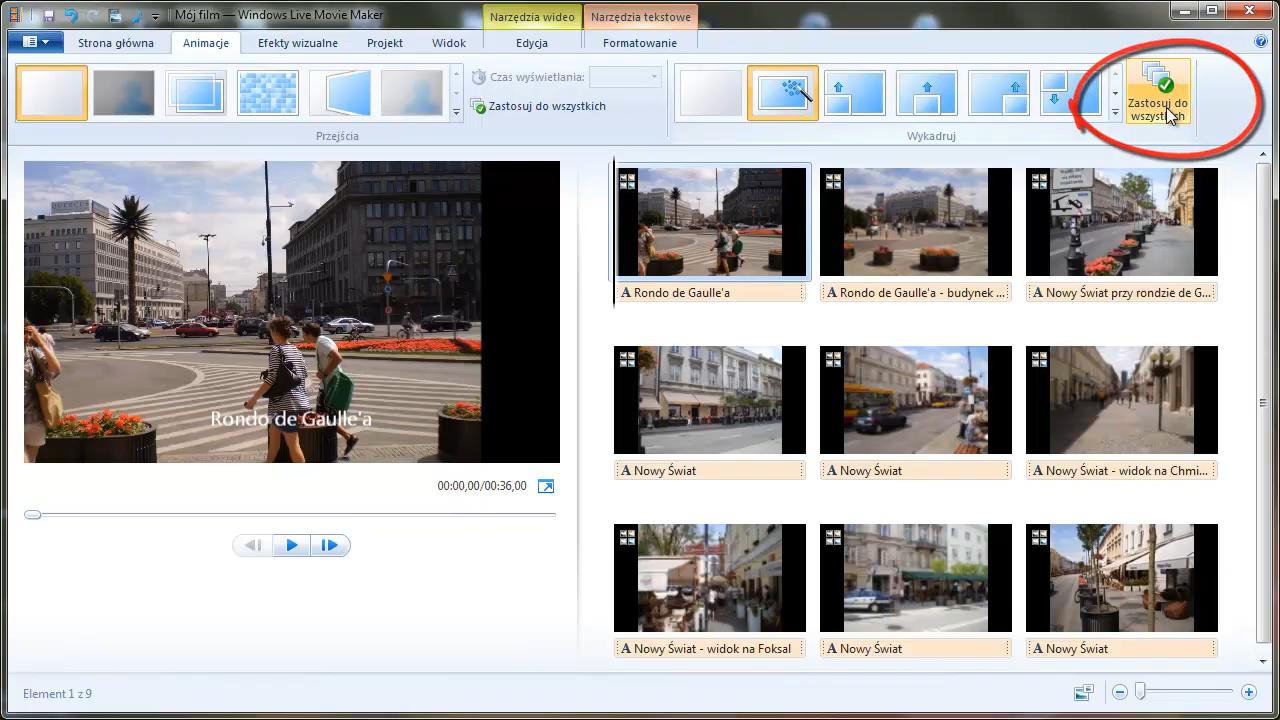 Mój film — Windows Live Movie Maker
Narzędzia wideo
Narzędzia tekstowe
Strona główna
Animacje
Efekty wizualne
Projekt
Widok
Edycja
Formatowanie
Czas wyświetlania:
Zastosuj do wszystkich
Przejścia
Wykadruj
Zastosuj do
wszystkich
Rondo de Gaulle'a
00:00,00/00:36,00
A Rondo de Gaulle'a
A Rondo de Gaulle'a - budynek ...
A Nowy Świat przy rondzie de G...
A Nowy Świat
A Nowy Świat
A Nowy Świat - widok na Chmi...
A Nowy Świat - widok na Foksal
A Nowy Świat
A Nowy Świat
Element 1 z 9